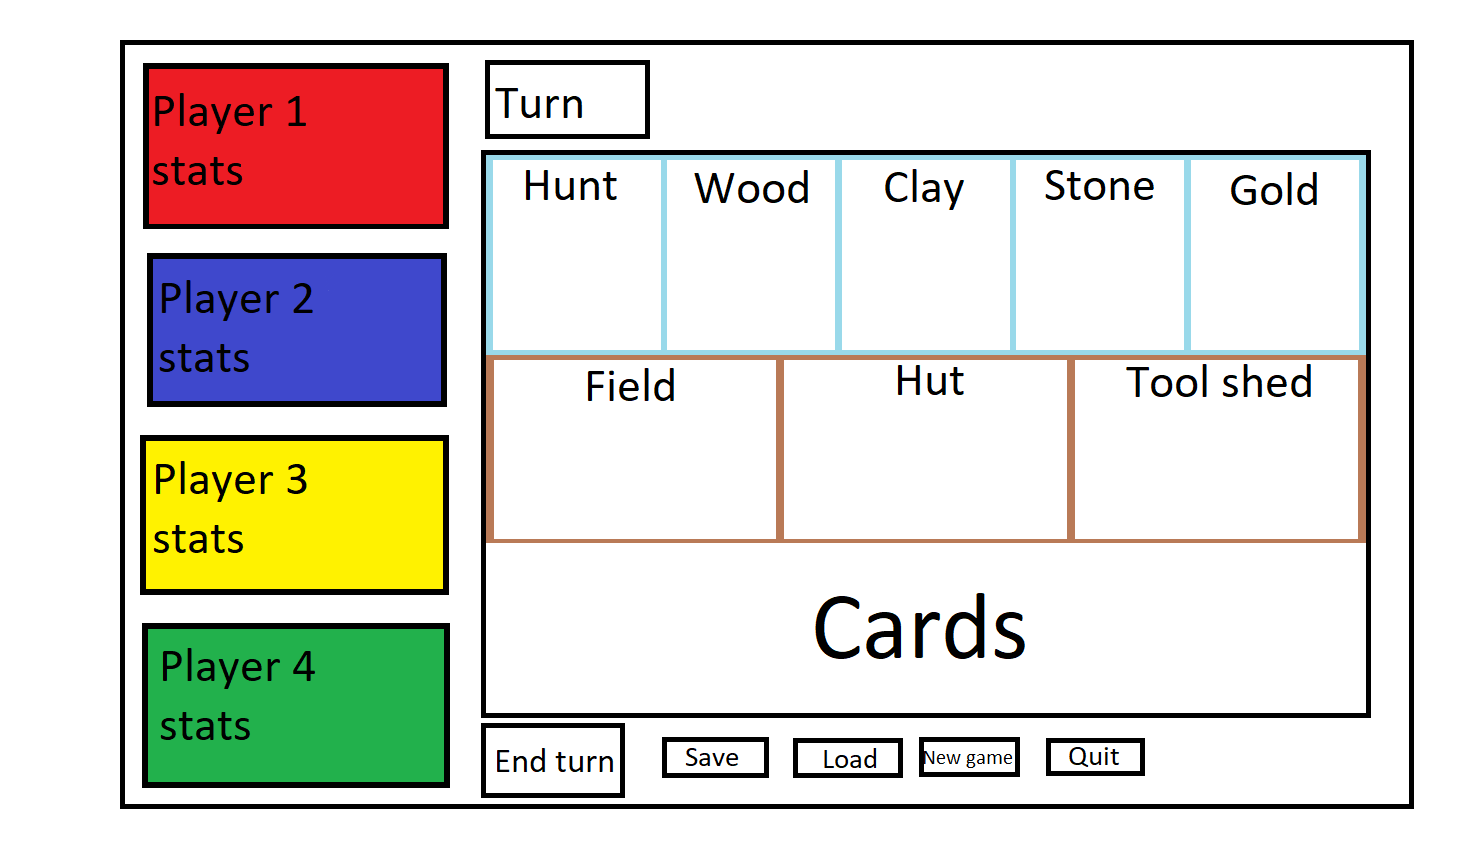 Player 1
stats
Player 2
stats
Player 3
stats
Player 4
stats
Turn
Hunt
Wood
Clay
Stone
Gold
Field
Hut
Tool shed
Cards
End turn
Save
Load
New game
Quit